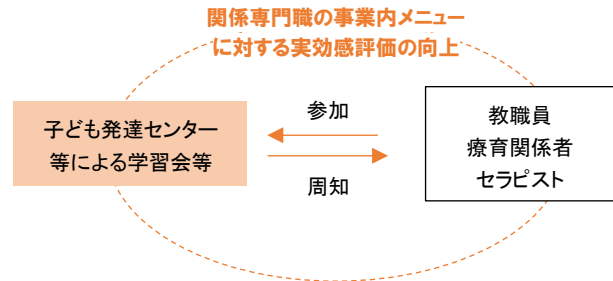 関係専門職の事業内メニュー
に対する実効感評価の向上
子ども発達センター
等による学習会等
参加
周知
教職員
療育関係者
セラピスト